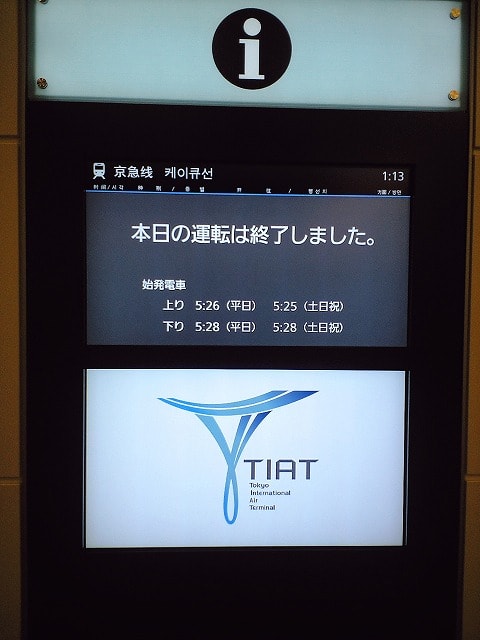 i
京急线 케이큐선 1:13
本日の運転は終了しました。
始発電車
上り 5:26（平日） 5:25（土日祝）
下り 5:28（平日） 5:28（土日祝）
TIAT
Tokyo
International
Air
Terminal